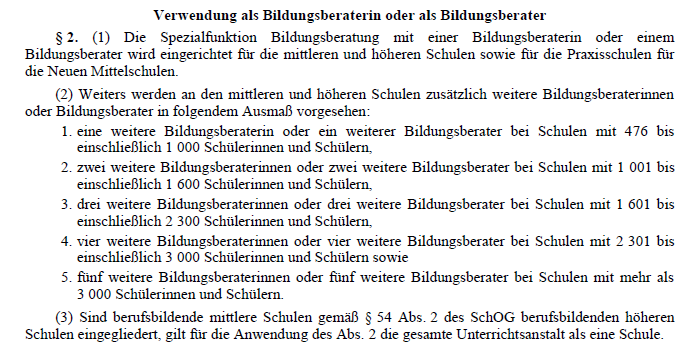 Verwendung als Bildungsberaterin oder als Bildungsberater
§ 2. (1) Die Spezialfunktion Bildungsberatung mit einer Bildungsberaterin oder einem
Bildungsberater wird eingerichtet für die mittleren und höheren Schulen sowie für die Praxisschulen für
die Neuen Mittelschulen.
(2) Weiters werden an den mittleren und höheren Schulen zusätzlich weitere Bildungsberaterinnen
oder Bildungsberater in folgendem Ausmaß vorgesehen:
1. eine weitere Bildungsberaterin oder ein weiterer Bildungsberater bei Schulen mit 476 bis
einschließlich 1 000 Schülerinnen und Schülern,
2. zwei weitere Bildungsberaterinnen oder zwei weitere Bildungsberater bei Schulen mit 1 001 bis
einschließlich 1 600 Schülerinnen und Schülern,
3. drei weitere Bildungsberaterinnen oder drei weitere Bildungsberater bei Schulen mit 1 601 bis
einschließlich 2 300 Schülerinnen und Schülern,
4. vier weitere Bildungsberaterinnen oder vier weitere Bildungsberater bei Schulen mit 2 301 bis
einschließlich 3 000 Schülerinnen und Schülern sowie
5. fünf weitere Bildungsberaterinnen oder fünf weitere Bildungsberater bei Schulen mit mehr als
3 000 Schülerinnen und Schülern.
(3) Sind berufsbildende mittlere Schulen gemäß § 54 Abs. 2 des SchOG berufsbildenden höheren
Schulen eingegliedert, gilt für die Anwendung des Abs. 2 die gesamte Unterrichtsanstalt als eine Schule.